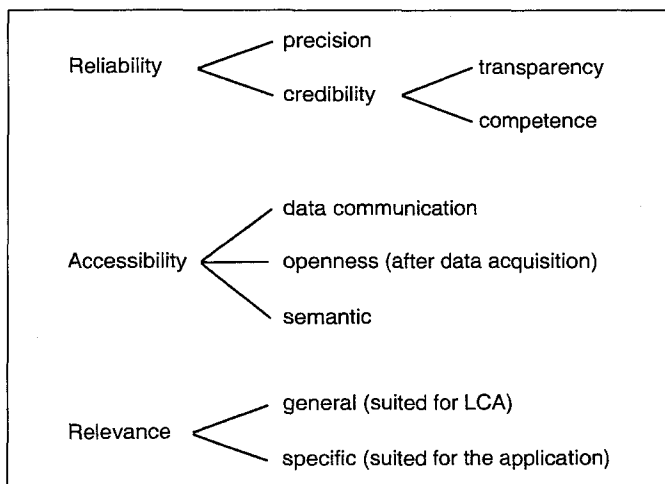 precision
Reliability
credibility
transparency
competence
data communication
Accessibility
openness (after data acquisition)
semantic
general (suited for LCA)
Relevance
specific (suited for the application)